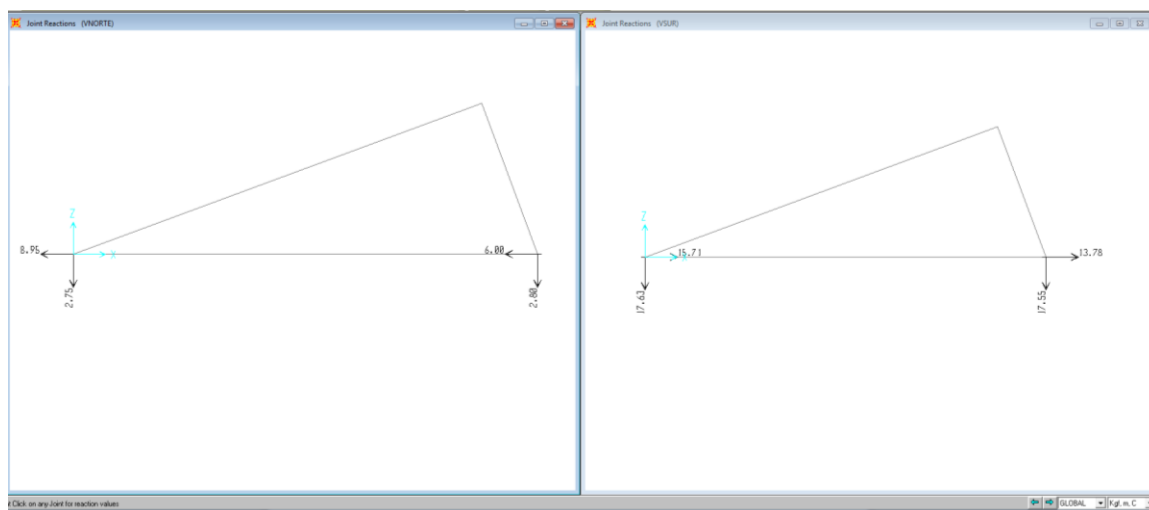 Joint Reactions (VNORTE)
Z
X
8.95
2.75
6.00
2.80
Joint Reactions (VSUR)
Z
15.71
17.63
13.78
17.55
Click on any Joint for reaction values
GLOBAL
Kgf, m, C